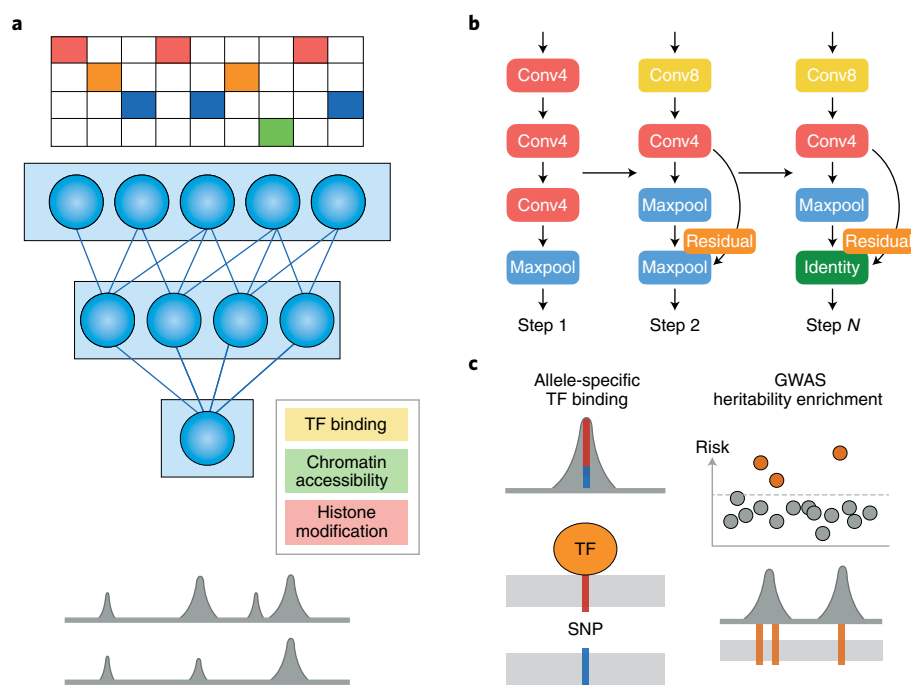 a
TF binding
Chromatin
accessibility
Histone
modification
b
Conv4
Conv4
Conv4
Maxpool
Step 1
Conv8
Conv4
Maxpool
Residual
Maxpool
Step 2
Conv8
Conv4
Maxpool
Residual
Identity
Step N
c
Allele-specific
TF binding
TF
SNP
GWAS
heritability enrichment
Risk